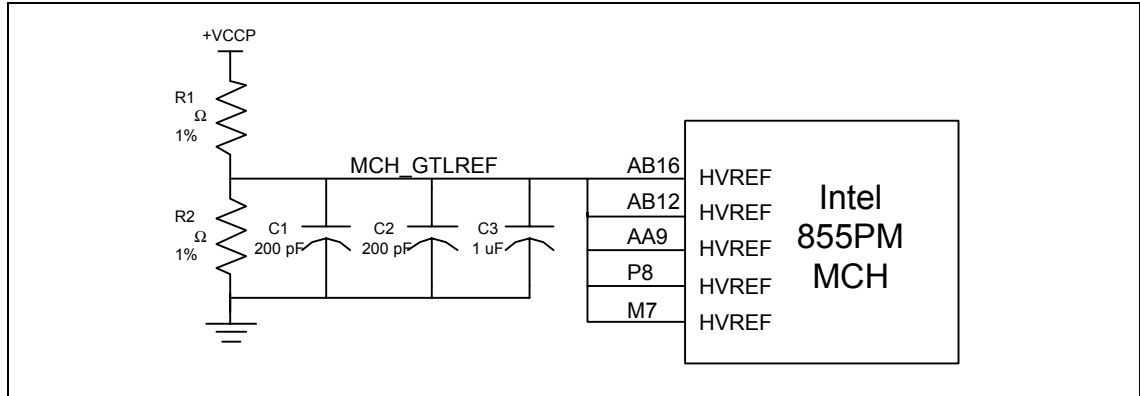 +VCCP
R1
Ω
1%
MCH_GTLREF
R2
Ω
1%
C1
200 pF
C2
200 pF
C3
1 uF
AB16
AB12
AA9
P8
M7
HVREF
HVREF
HVREF
HVREF
HVREF
Intel
855PM
MCH